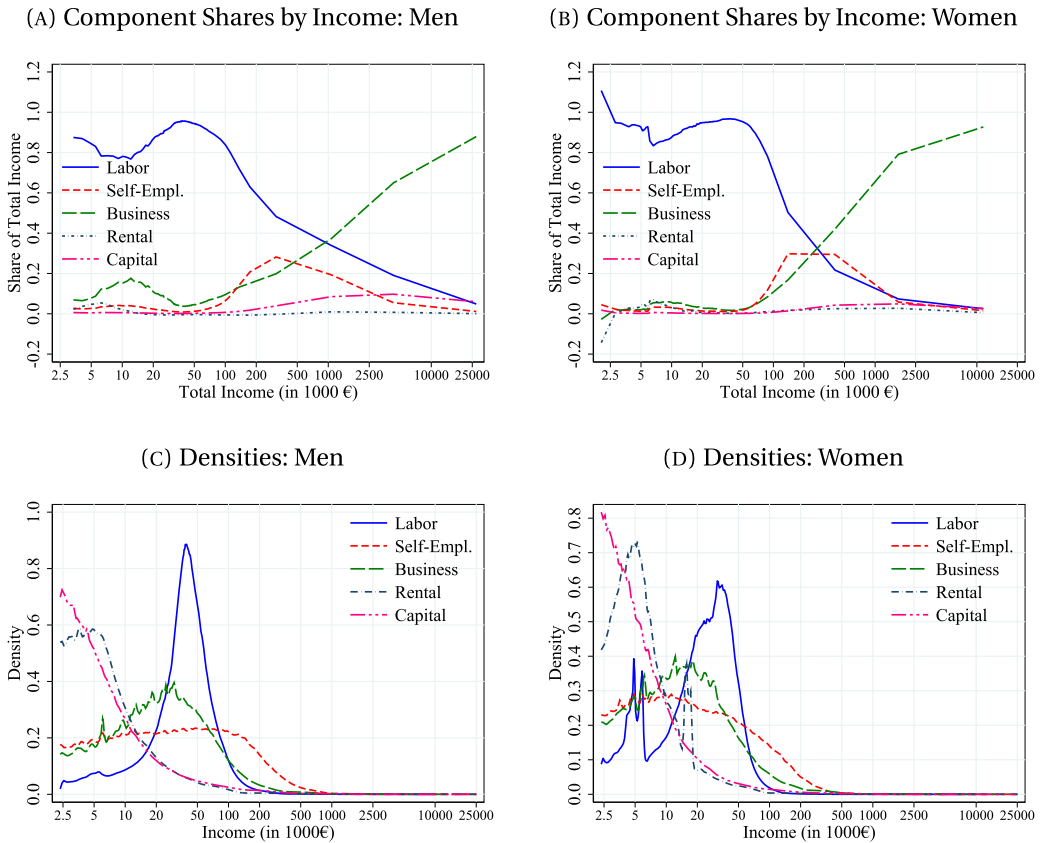 (A) Component Shares by Income: Men
Share of Total Income
1.2
1.0
0.8
0.6
0.4
0.2
0.0
-0.2
Labor
Self-Empl.
Business
Rental
Capital
2.5 5 10 20 50 100 200 500 1000 2500 10000 25000
Total Income (in 1000 €)
(B) Component Shares by Income: Women
Share of Total Income
1.2
1.0
0.8
0.6
0.4
0.2
0.0
-0.2
Labor
Self-Empl.
Business
Rental
Capital
2.5 5 10 20 50 100 200 500 1000 2500 10000 25000
Total Income (in 1000 €)
(C) Densities: Men
Density
1.0
0.8
0.6
0.4
0.2
0.0
Labor
Self-Empl.
Business
Rental
Capital
2.5 5 10 20 50 100 200 500 1000 2500 10000 25000
Income (in 1000€)
(D) Densities: Women
Density
0.8
0.7
0.6
0.5
0.4
0.3
0.2
0.1
0.0
Labor
Self-Empl.
Business
Rental
Capital
2.5 5 10 20 50 100 200 500 1000 2500 10000 25000
Income (in 1000€)